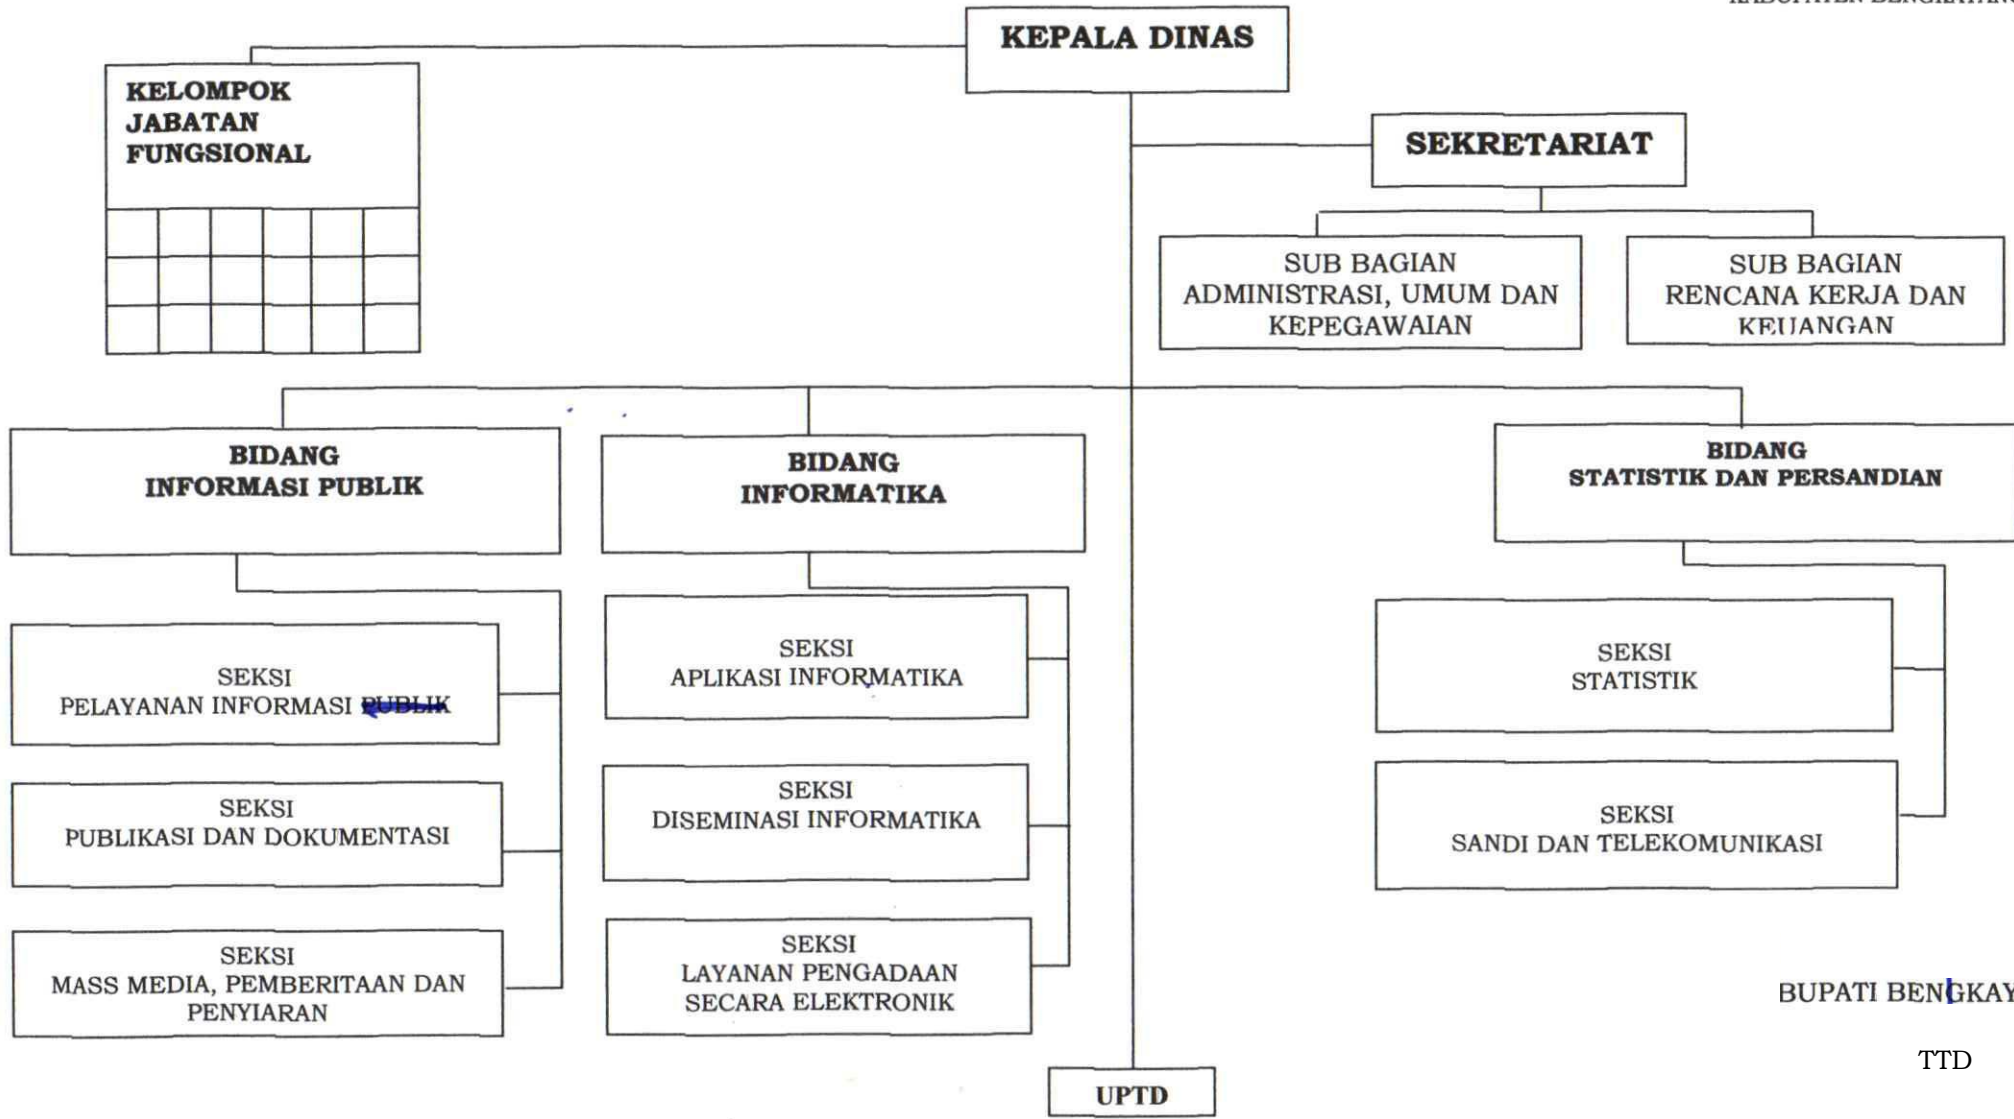 KABUPATEN BENGKAYANG
KEPALA DINAS
KELOMPOK
JABATAN
FUNGSIONAL
SEKRETARIAT
SUB BAGIAN
ADMINISTRASI, UMUM DAN
KEPEGAWAIAN
SUB BAGIAN
RENCANA KERJA DAN
KEUANGAN
BIDANG
INFORMASI PUBLIK
SEKSI
PELAYANAN INFORMASI PUBLIK
SEKSI
PUBLIKASI DAN DOKUMENTASI
SEKSI
MASS MEDIA, PEMBERITAAN DAN
PENYIARAN
BIDANG
INFORMATIKA
SEKSI
APLIKASI INFORMATIKA
SEKSI
DISEMINASI INFORMATIKA
SEKSI
LAYANAN PENGADAAN
SECARA ELEKTRONIK
BIDANG
STATISTIK DAN PERSANDIAN
SEKSI
STATISTIK
SEKSI
SANDI DAN TELEKOMUNIKASI
UPTD
BUPATI BENGKAY
TTD